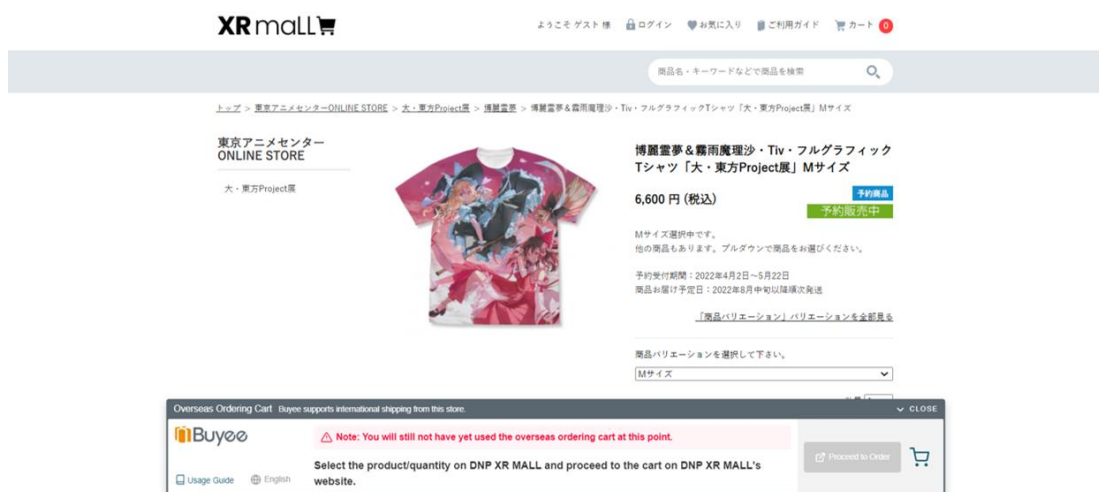 XR mall
ようこそ ゲスト 様
ログイン
お気に入り
ご利用ガイド
カート 0
商品名・キーワードなどで商品を検索
トップ > 東京アニメセンターONLINE STORE > 大・東方Project展 > 博麗霊夢 > 博麗霊夢&霧雨魔理沙・Tiv・フルグラフィックTシャツ「大・東方Project展」Mサイズ
東京アニメセンター
ONLINE STORE
大・東方Project展
博麗霊夢&霧雨魔理沙・Tiv・フルグラフィック
Tシャツ「大・東方Project展」Mサイズ
6,600 円 (税込)
予約商品
予約販売中
Mサイズ選択中です。
他の商品もあります。プルダウンで商品をお選びください。
予約受付期間:2022年4月2日～5月22日
商品お届け予定日:2022年8月中旬以降順次発送
「商品バリエーション」バリエーションを全部見る
商品バリエーションを選択して下さい。
Mサイズ
Overseas Ordering Cart Buyee supports international shipping from this store.
CLOSE
Buyee
Note: You will still not have yet used the overseas ordering cart at this point.
Select the product/quantity on DNP XR MALL and proceed to the cart on DNP XR MALL's
website.
Proceed to Order
Usage Guide
English